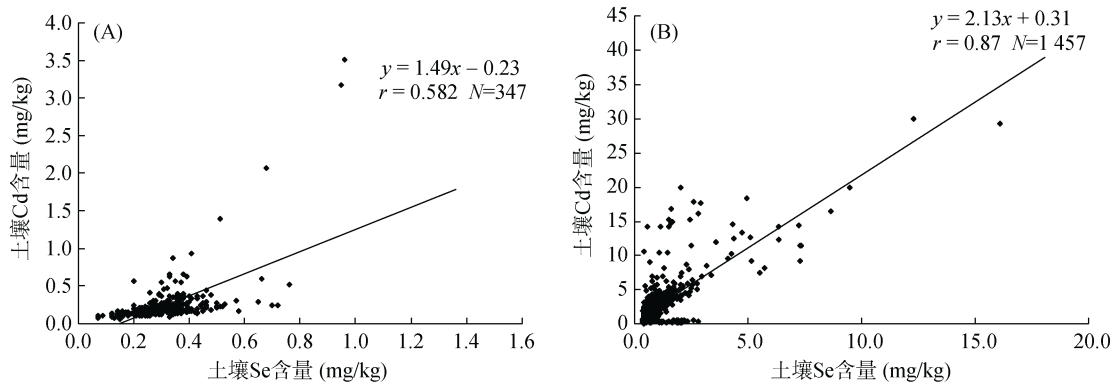 (A)
y = 1.49x – 0.23
r = 0.582 N=347
土壤Cd含量 (mg/kg)
4.0
3.5
3.0
2.5
2.0
1.5
1.0
0.5
0.0
0.0 0.2 0.4 0.6 0.8 1.0 1.2 1.4 1.6
土壤Se含量 (mg/kg)
(B)
y = 2.13x + 0.31
r = 0.87 N=1 457
土壤Cd含量 (mg/kg)
45
40
35
30
25
20
15
10
5
0
0.0 5.0 10.0 15.0 20.0
土壤Se含量 (mg/kg)